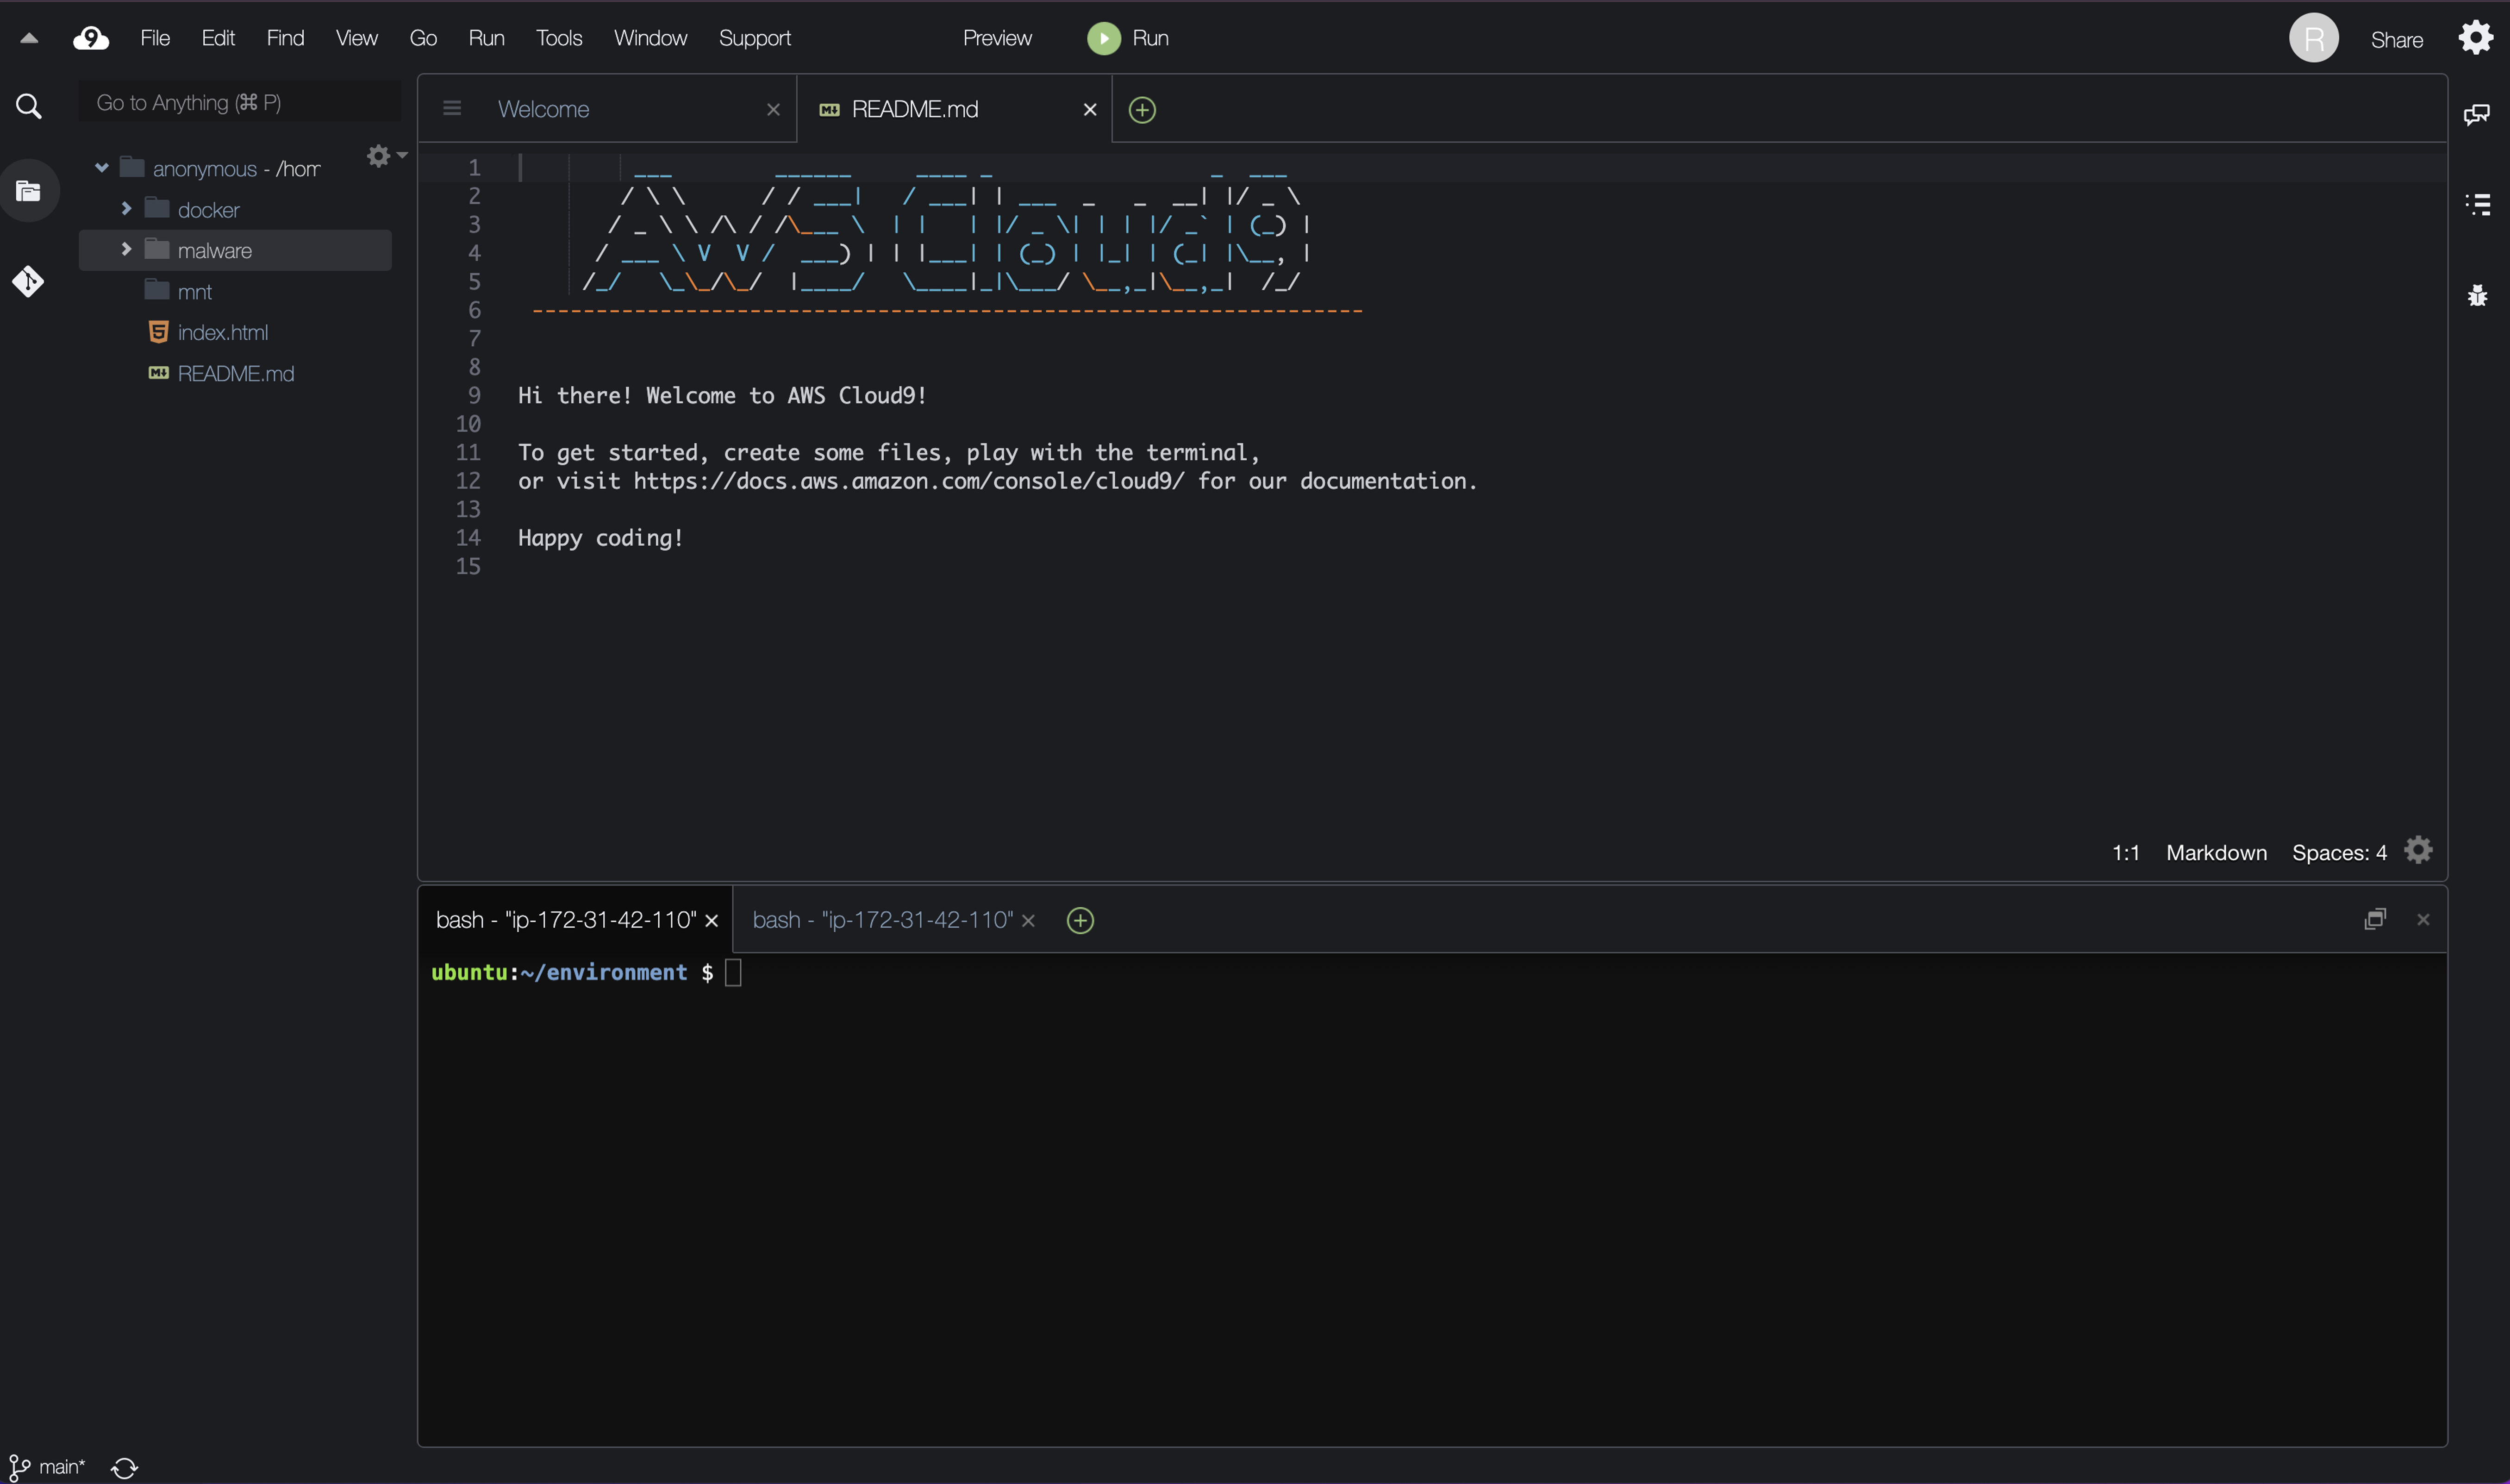 9 File Edit Find View Go Run Tools Window Support Preview Run R Share
Go to Anything (⌘ P)
anonymous - /hom
docker
malware
mnt
index.html
README.md
Welcome
README.md
1
2
3
4
5
6
7
8
9 Hi there! Welcome to AWS Cloud9!
10
11 To get started, create some files, play with the terminal,
12 or visit https://docs.aws.amazon.com/console/cloud9/ for our documentation.
13
14 Happy coding!
15
AWS Cloud9
1:1 Markdown Spaces: 4
bash - "ip-172-31-42-110" bash - "ip-172-31-42-110"
ubuntu:~/environment $
main*